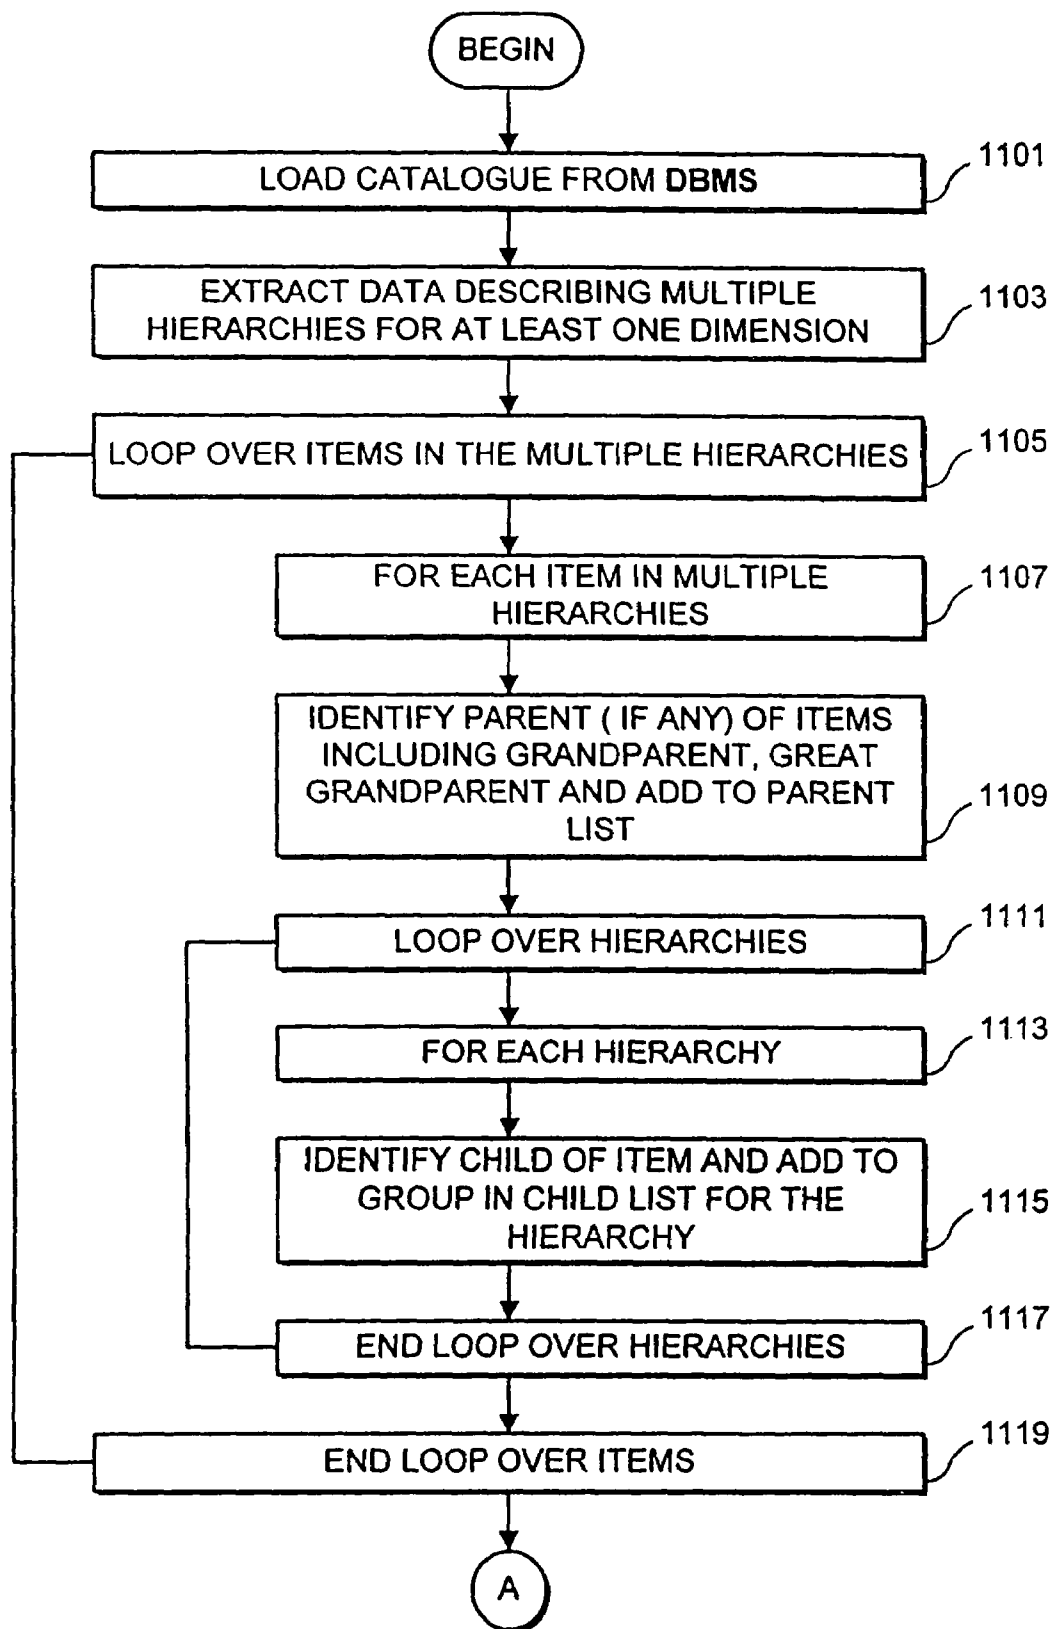 BEGIN
LOAD CATALOGUE FROM DBMS
1101
EXTRACT DATA DESCRIBING MULTIPLE
HIERARCHIES FOR AT LEAST ONE DIMENSION
1103
LOOP OVER ITEMS IN THE MULTIPLE HIERARCHIES
1105
FOR EACH ITEM IN MULTIPLE
HIERARCHIES
1107
IDENTIFY PARENT ( IF ANY) OF ITEMS
INCLUDING GRANDPARENT, GREAT
GRANDPARENT AND ADD TO PARENT
LIST
1109
LOOP OVER HIERARCHIES
1111
FOR EACH HIERARCHY
1113
IDENTIFY CHILD OF ITEM AND ADD TO
GROUP IN CHILD LIST FOR THE
HIERARCHY
1115
END LOOP OVER HIERARCHIES
1117
END LOOP OVER ITEMS
1119
A